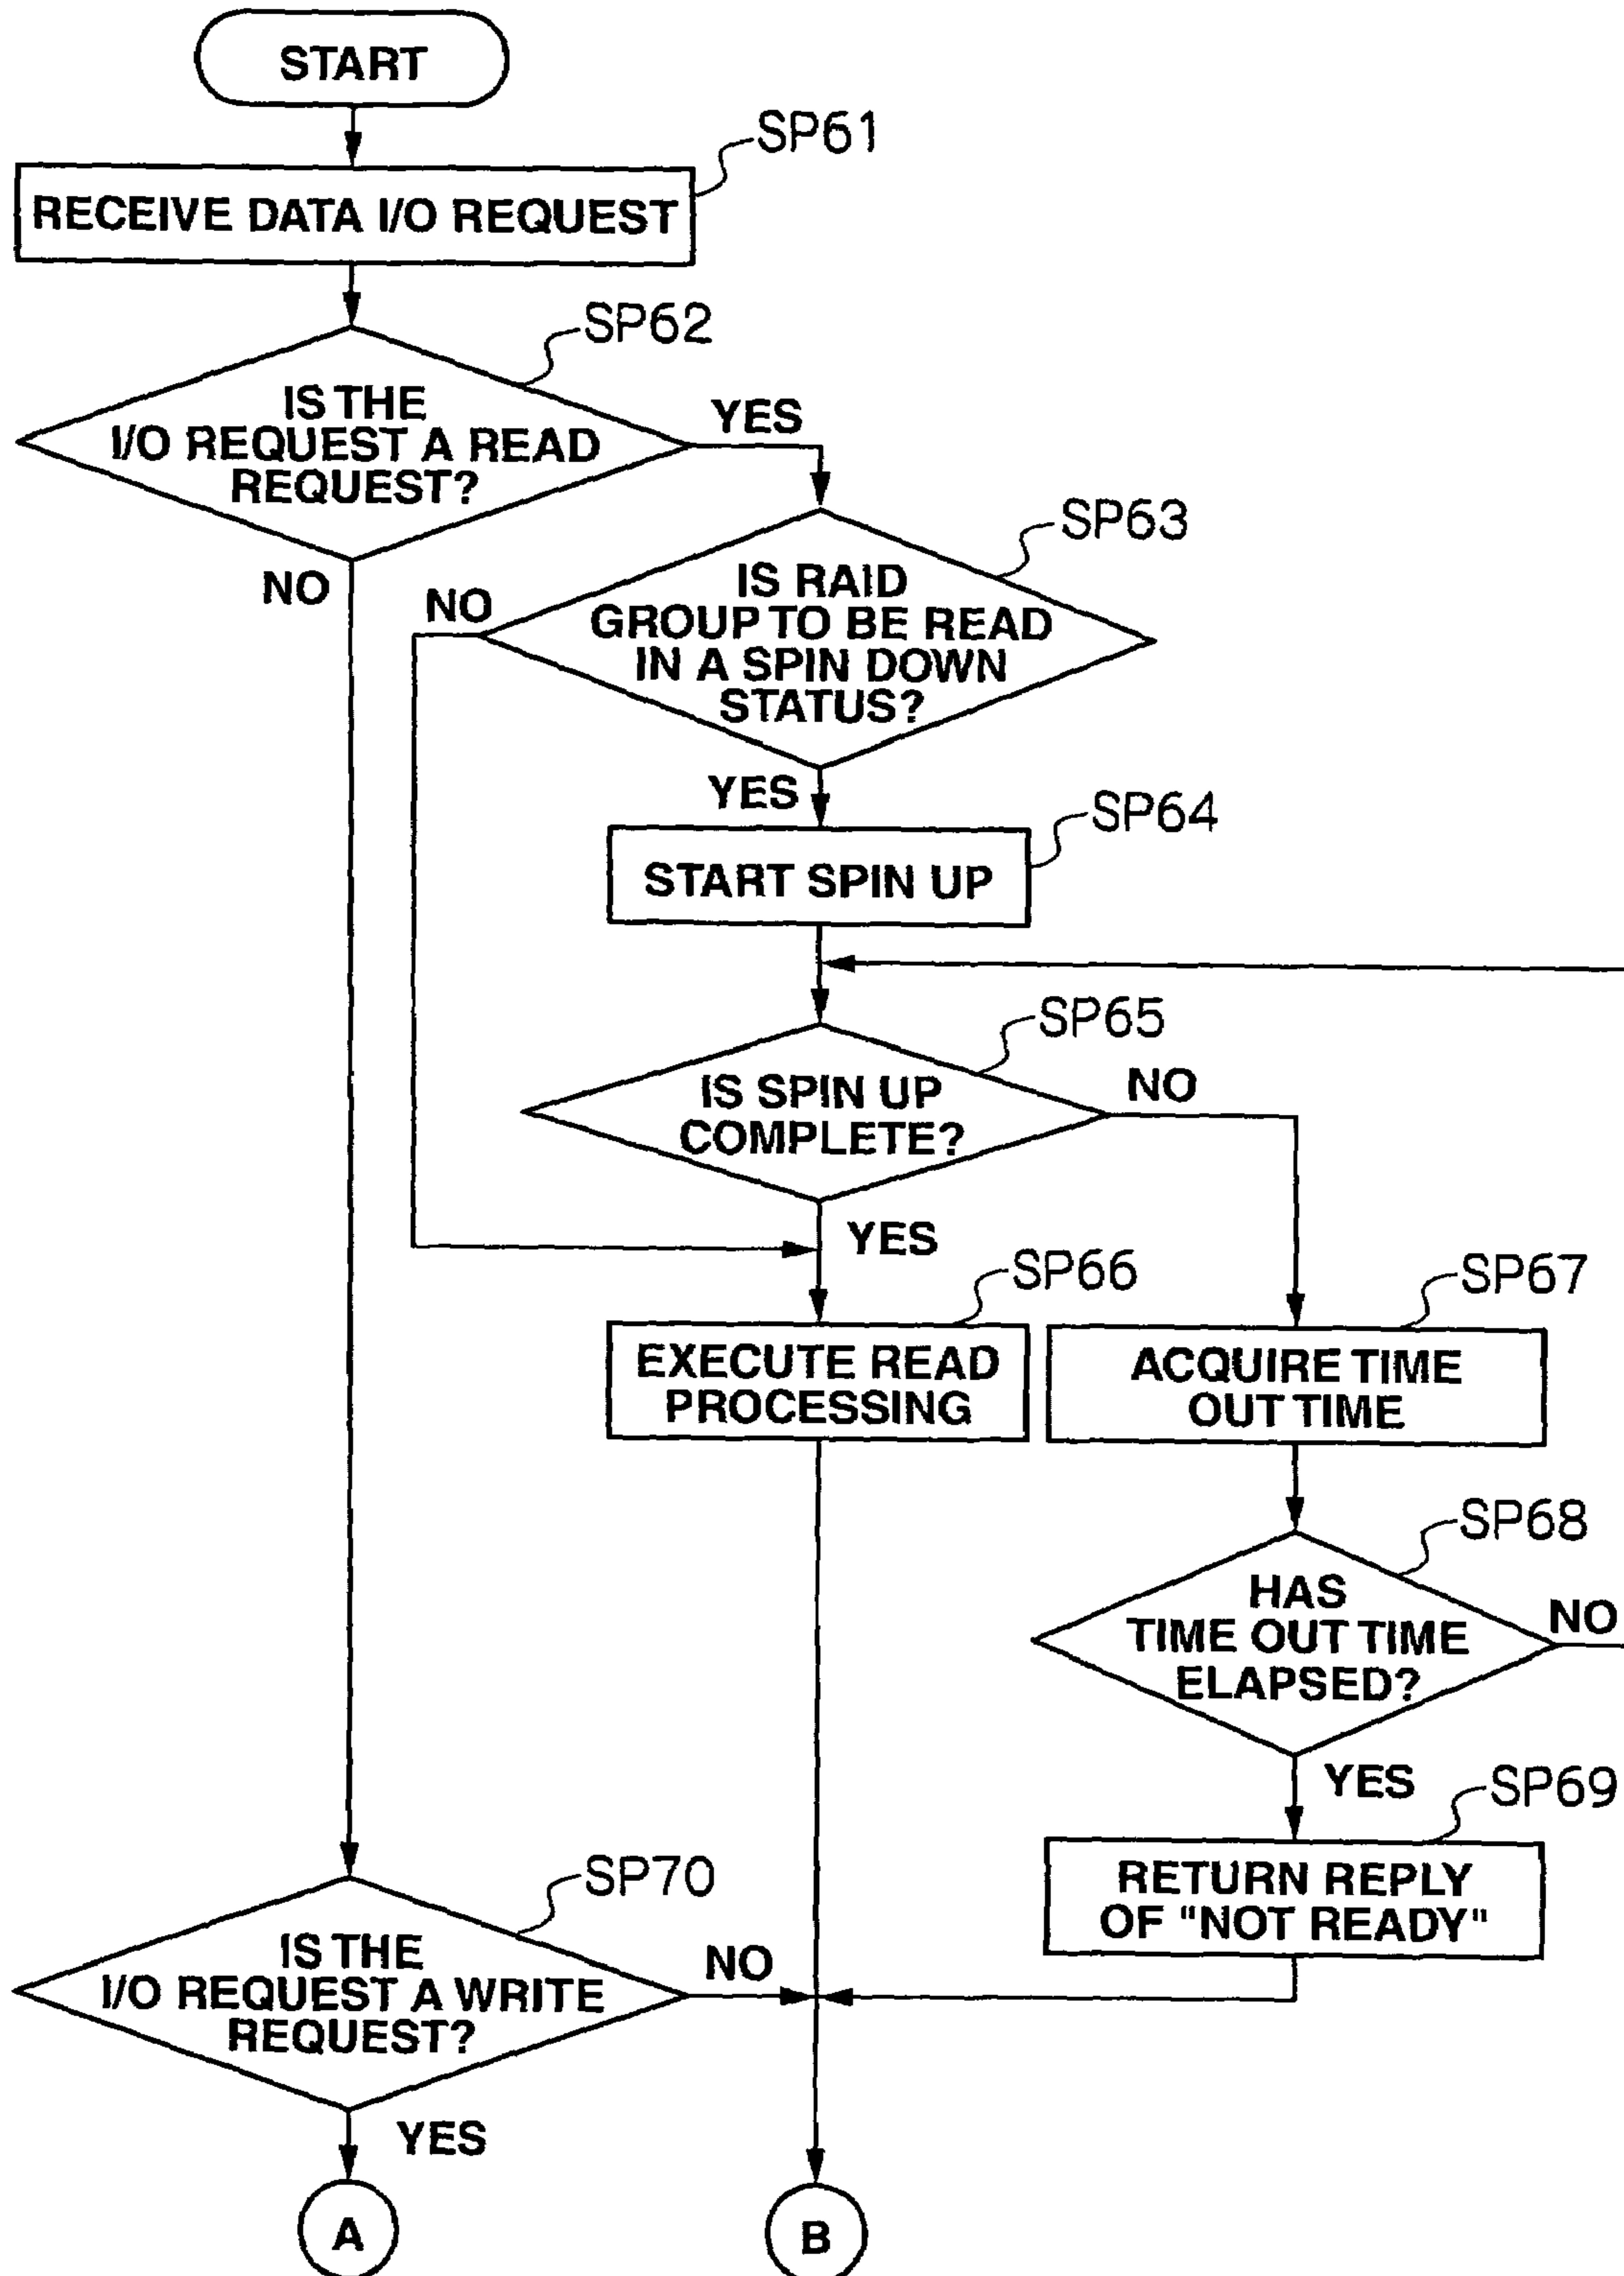 START
SP61
RECEIVE DATA I/O REQUEST
SP62
IS THE
I/O REQUEST A READ
REQUEST?
YES
NO
SP63
IS RAID
GROUP TO BE READ
IN A SPIN DOWN
STATUS?
NO
YES
SP64
START SPIN UP
SP65
IS SPIN UP
COMPLETE?
NO
YES
SP66
EXECUTE READ
PROCESSING
SP67
ACQUIRE TIME
OUT TIME
SP68
HAS
TIME OUT TIME
ELAPSED?
NO
YES
SP69
RETURN REPLY
OF "NOT READY"
SP70
IS THE
I/O REQUEST A WRITE
REQUEST?
NO
YES
A
B